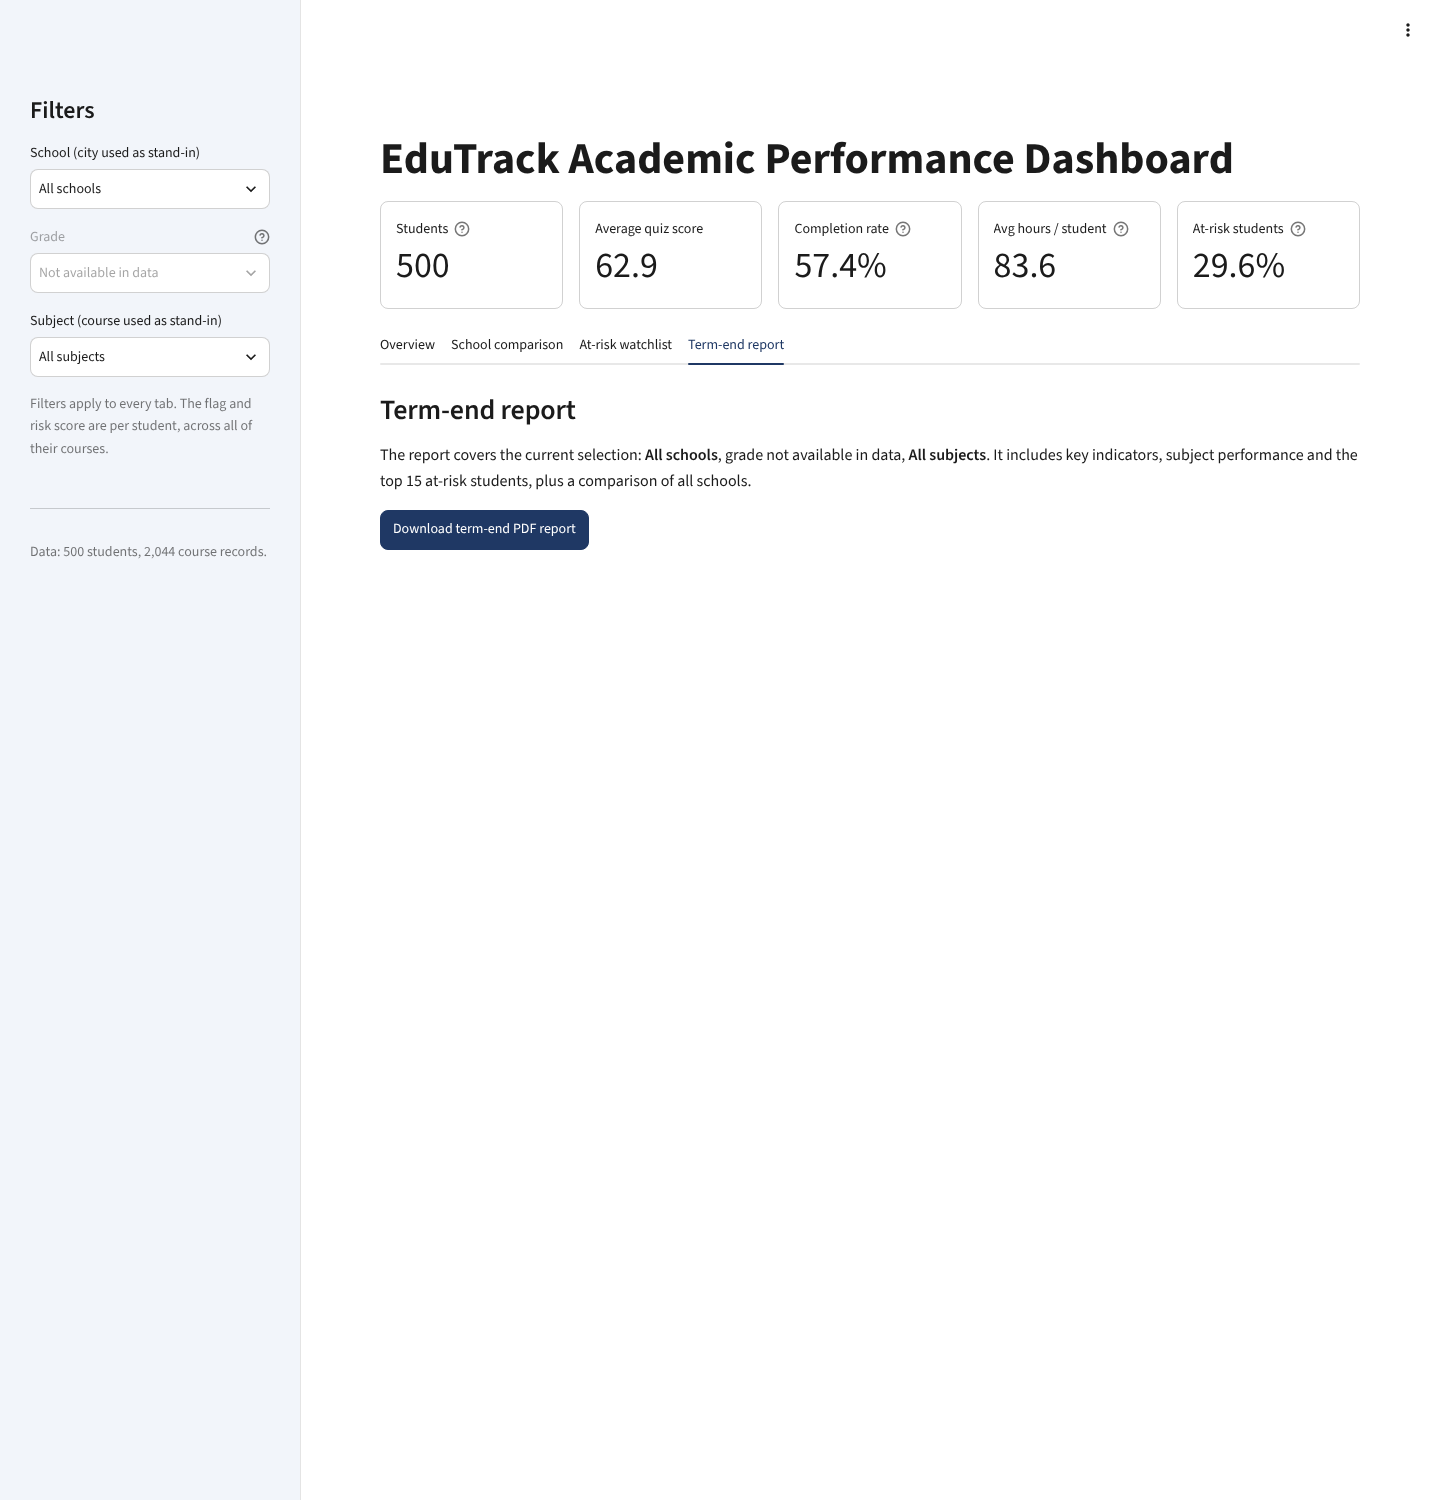 Filters
School (city used as stand-in)
All schools
Grade
Not available in data
Subject (course used as stand-in)
All subjects
Filters apply to every tab. The flag and
risk score are per student, across all of
their courses.
Data: 500 students, 2,044 course records.
EduTrack Academic Performance Dashboard
Students
500
Average quiz score
62.9
Completion rate
57.4%
Avg hours / student
83.6
At-risk students
29.6%
Overview School comparison At-risk watchlist Term-end report
Term-end report
The report covers the current selection: All schools, grade not available in data, All subjects. It includes key indicators, subject performance and the
top 15 at-risk students, plus a comparison of all schools.
Download term-end PDF report